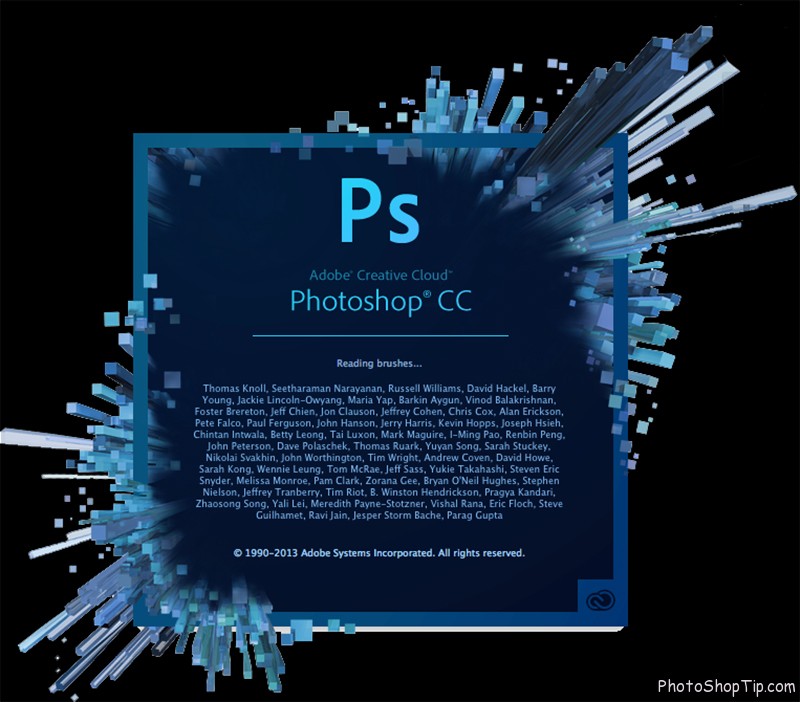 Ps
Adobe® Creative Cloud™
Photoshop® CC
Reading brushes...
Thomas Knoll, Seetharaman Narayanan, Russell Williams, David Hackel, Barry
Young, Jackie Lincoln-Owyang, Maria Yap, Barkin Aygun, Vinod Balakrishnan,
Foster Brereton, Jeff Chien, Jon Clauson, Jeffrey Cohen, Chris Cox, Alan Erickson,
Pete Falco, Paul Ferguson, John Hanson, Jerry Harris, Kevin Hopps, Joseph Hsieh,
Chintan Intwala, Betty Leong, Tai Luxon, Mark Maguire, I-Ming Pao, Renbin Peng,
John Peterson, Dave Polaschek, Thomas Ruark, Yuyan Song, Sarah Stuckey,
Nikolai Svakhin, John Worthington, Tim Wright, Andrew Coven, David Howe,
Sarah Kong, Wennie Leung, Tom McRae, Jeff Sass, Yukie Takahashi, Steven Eric
Snyder, Melissa Monroe, Pam Clark, Zorana Gee, Bryan O'Neil Hughes, Stephen
Nielson, Jeffrey Tranberry, Tim Riot, B. Winston Hendrickson, Pragya Kandari,
Zhaosong Song, Yali Lei, Meredith Payne-Stotzner, Vishal Rana, Eric Floch, Steve
Guilhamet, Ravi Jain, Jesper Storm Bache, Parag Gupta
© 1990-2013 Adobe Systems Incorporated. All rights reserved.
PhotoShopTip.com